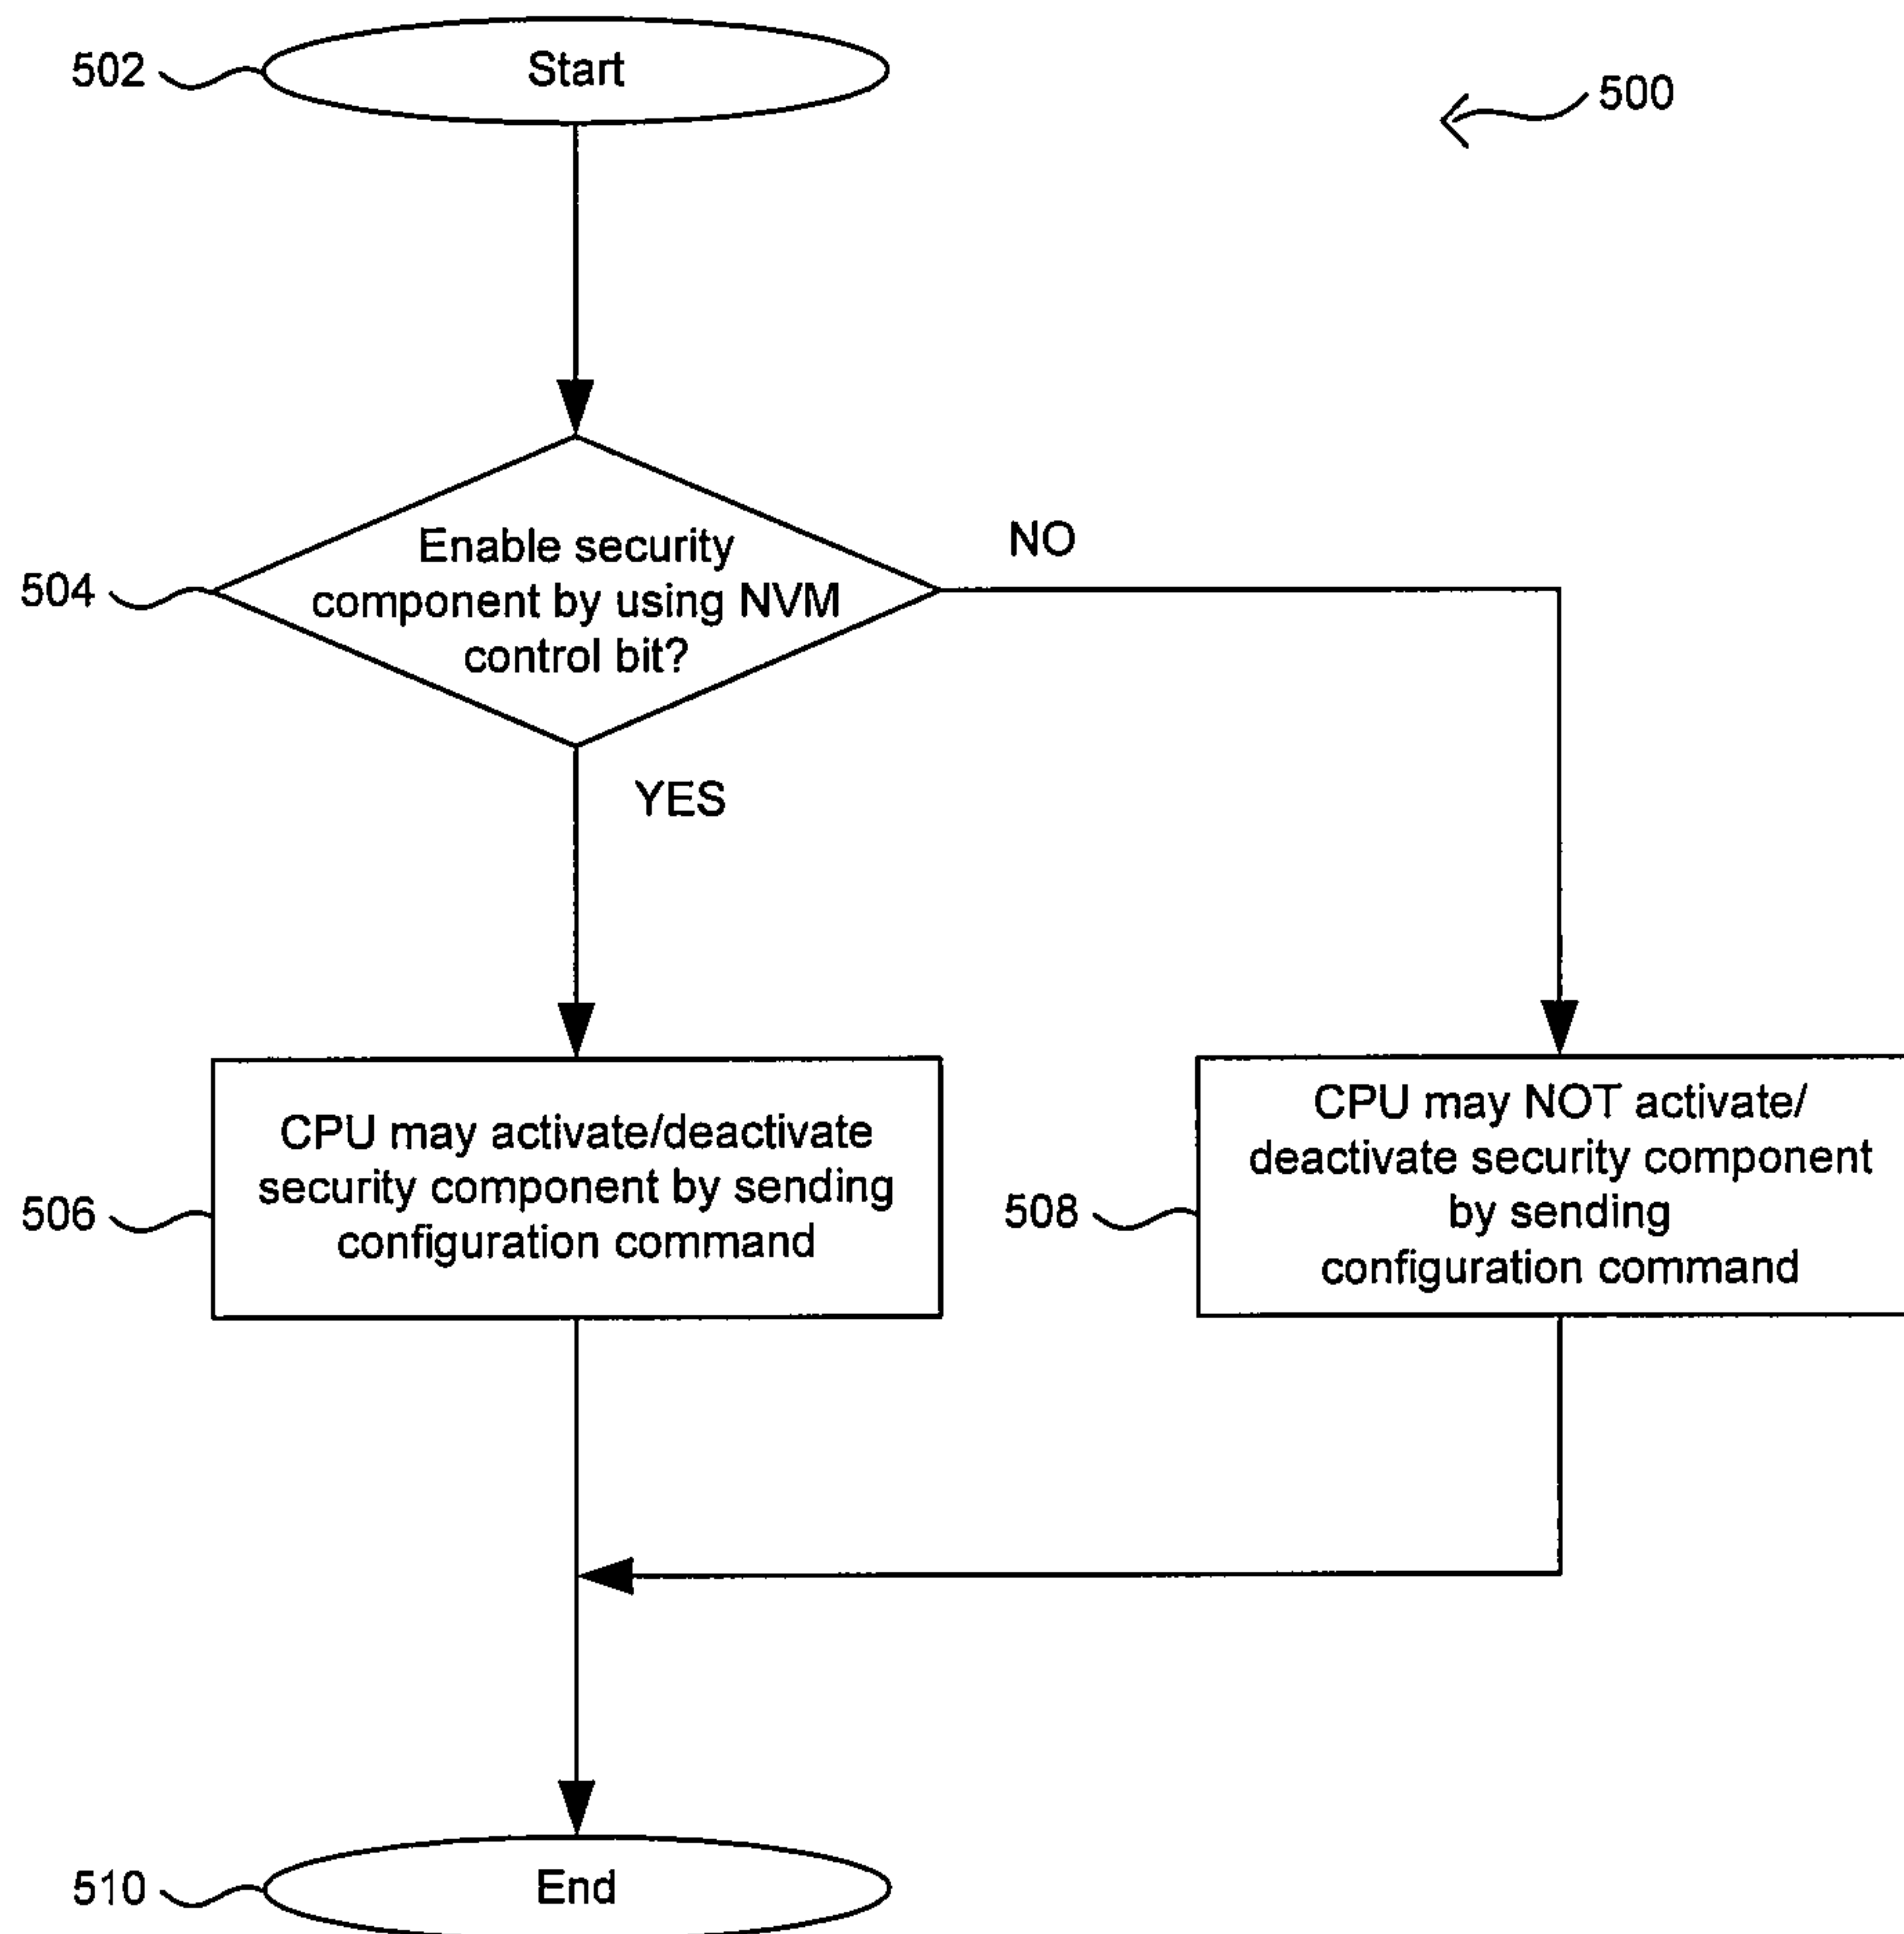 502
Start
500
504
Enable security
component by using NVM
control bit?
NO
YES
506
CPU may activate/deactivate
security component by sending
configuration command
508
CPU may NOT activate/
deactivate security component
by sending
configuration command
510
End